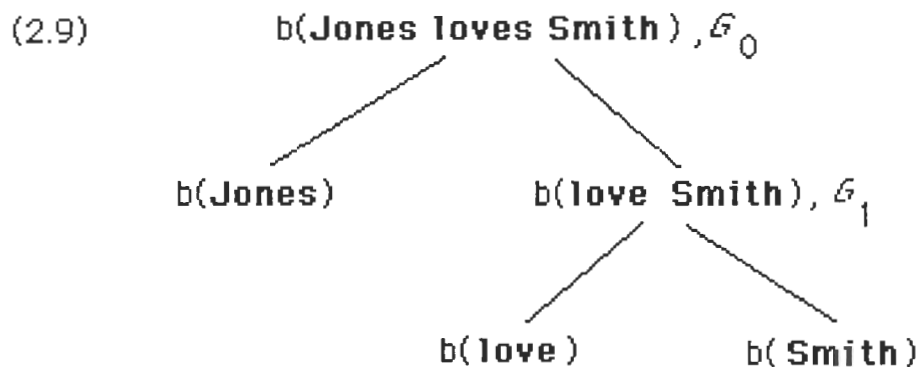 (2.9) b(Jones loves Smith), G₀
b(Jones) b(love Smith), G₁
b(love) b(Smith)